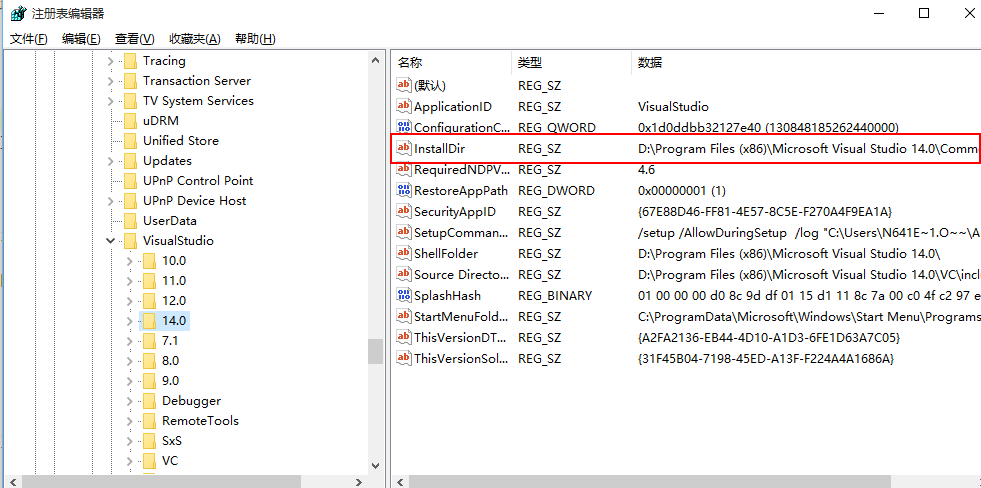 注册表编辑器
文件(F) 编辑(E) 查看(V) 收藏夹(A) 帮助(H)
Tracing
Transaction Server
TV System Services
uDRM
Unified Store
Updates
UPnP Control Point
UPnP Device Host
UserData
VisualStudio
10.0
11.0
12.0
14.0
7.1
8.0
9.0
Debugger
RemoteTools
SxS
VC
名称 类型 数据
(默认) REG_SZ
ApplicationID REG_SZ VisualStudio
ConfigurationC... REG_QWORD 0x1d0ddbb32127e40 (130848185262440000)
InstallDir REG_SZ D:\Program Files (x86)\Microsoft Visual Studio 14.0\Comm
RequiredNDPV... REG_SZ 4.6
RestoreAppPath REG_DWORD 0x00000001 (1)
SecurityAppID REG_SZ {67E88D46-FF81-4E57-8C5E-F270A4F9EA1A}
SetupComman... REG_SZ /setup /AllowDuringSetup /log "C:\Users\N641E~1.O~~\A
ShellFolder REG_SZ D:\Program Files (x86)\Microsoft Visual Studio 14.0\
Source Directo... REG_SZ D:\Program Files (x86)\Microsoft Visual Studio 14.0\VC\inclu
SplashHash REG_BINARY 01 00 00 00 d0 8c 9d df 01 15 d1 11 8c 7a 00 c0 4f c2 97 e
StartMenuFold... REG_SZ C:\ProgramData\Microsoft\Windows\Start Menu\Programs
ThisVersionDT... REG_SZ {A2FA2136-EB44-4D10-A1D3-6FE1D63A7C05}
ThisVersionSol... REG_SZ {31F45B04-7198-45ED-A13F-F224A4A1686A}